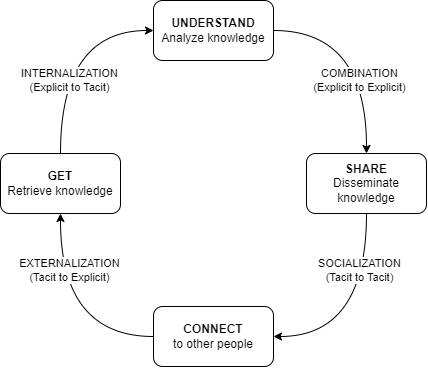 UNDERSTAND
Analyze knowledge
INTERNALIZATION
(Explicit to Tacit)
COMBINATION
(Explicit to Explicit)
GET
Retrieve knowledge
SHARE
Disseminate
knowledge
EXTERNALIZATION
(Tacit to Explicit)
SOCIALIZATION
(Tacit to Tacit)
CONNECT
to other people